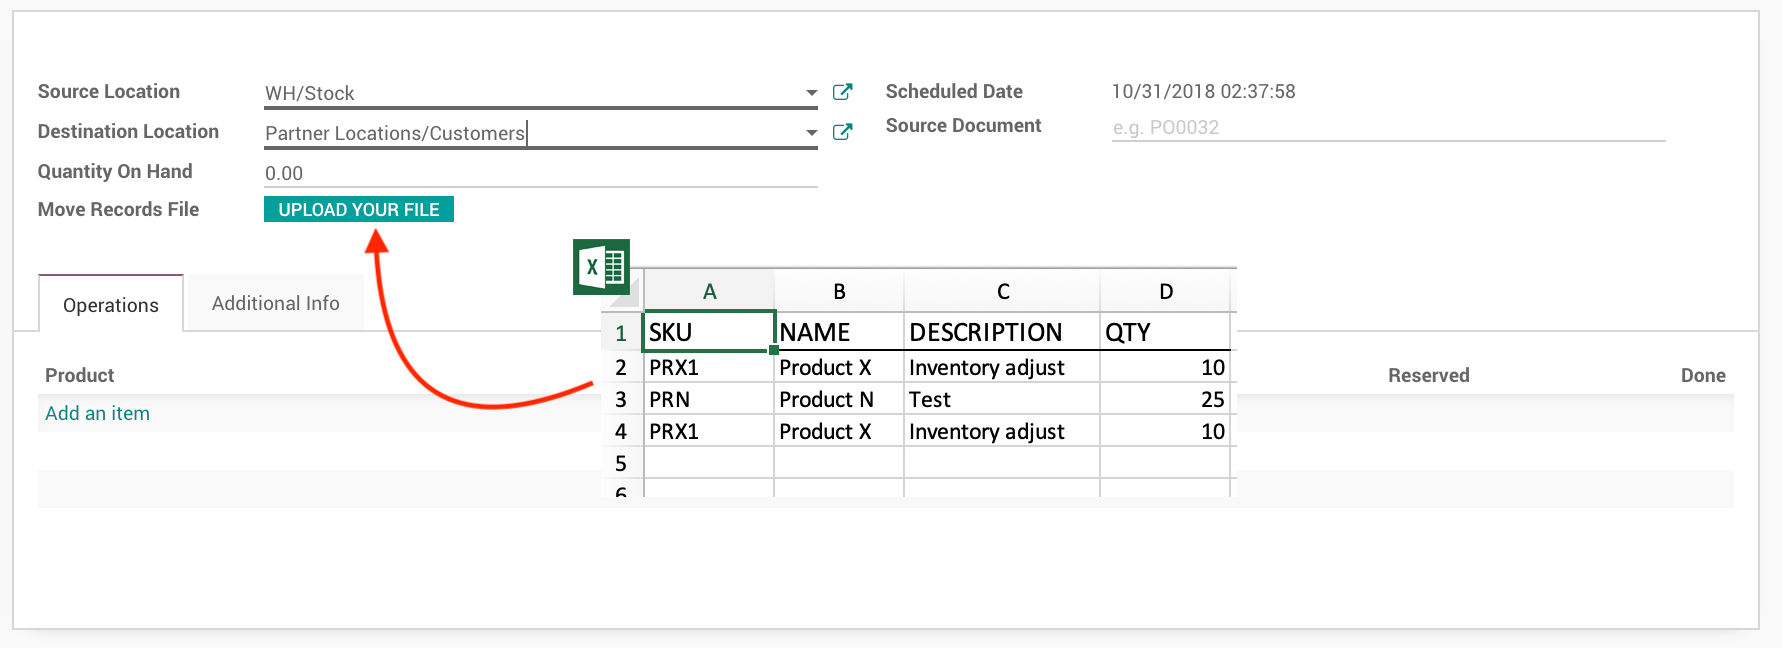 Source Location WH/Stock Scheduled Date 10/31/2018 02:37:58
Destination Location Partner Locations/Customers Source Document e.g. PO0032
Quantity On Hand 0.00
Move Records File UPLOAD YOUR FILE
X
A B C D
Operations Additional Info
1 SKU NAME DESCRIPTION QTY
2 PRX1 Product X Inventory adjust 10
Product Reserved Done
3 PRN Product N Test 25
Add an item
4 PRX1 Product X Inventory adjust 10
5
6